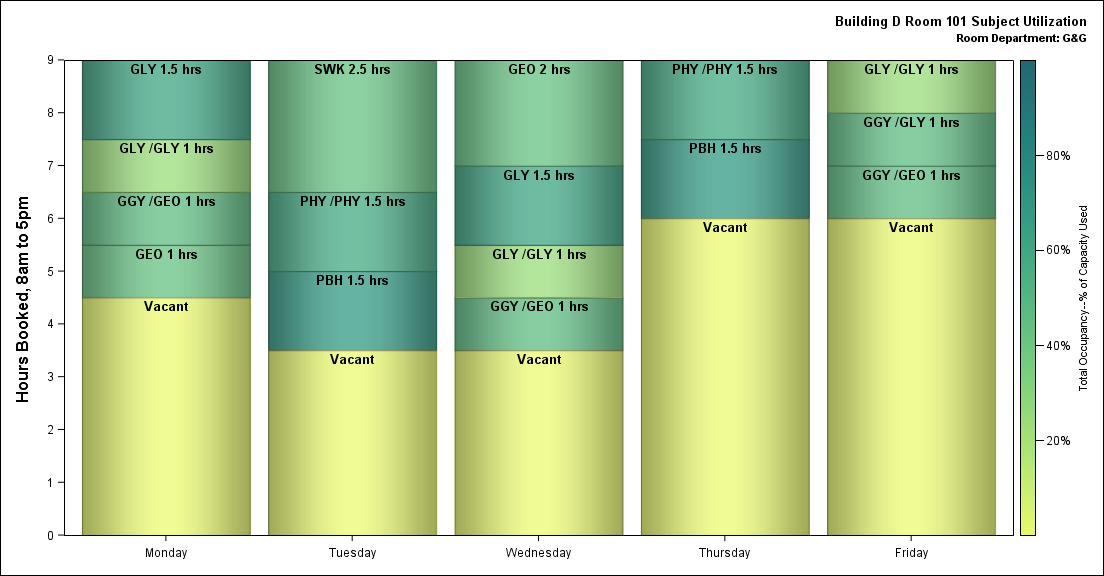 Building D Room 101 Subject Utilization
Room Department: G&G
Hours Booked, 8am to 5pm
9
8
7
6
5
4
3
2
1
0
GLY 1.5 hrs
GLY /GLY 1 hrs
GGY /GEO 1 hrs
GEO 1 hrs
Vacant
SWK 2.5 hrs
PHY /PHY 1.5 hrs
PBH 1.5 hrs
Vacant
GEO 2 hrs
GLY 1.5 hrs
GLY /GLY 1 hrs
GGY /GEO 1 hrs
Vacant
PHY /PHY 1.5 hrs
PBH 1.5 hrs
Vacant
GLY /GLY 1 hrs
GGY /GLY 1 hrs
GGY /GEO 1 hrs
Vacant
Monday
Tuesday
Wednesday
Thursday
Friday
80%
60%
40%
20%
Total Occupancy--% of Capacity Used